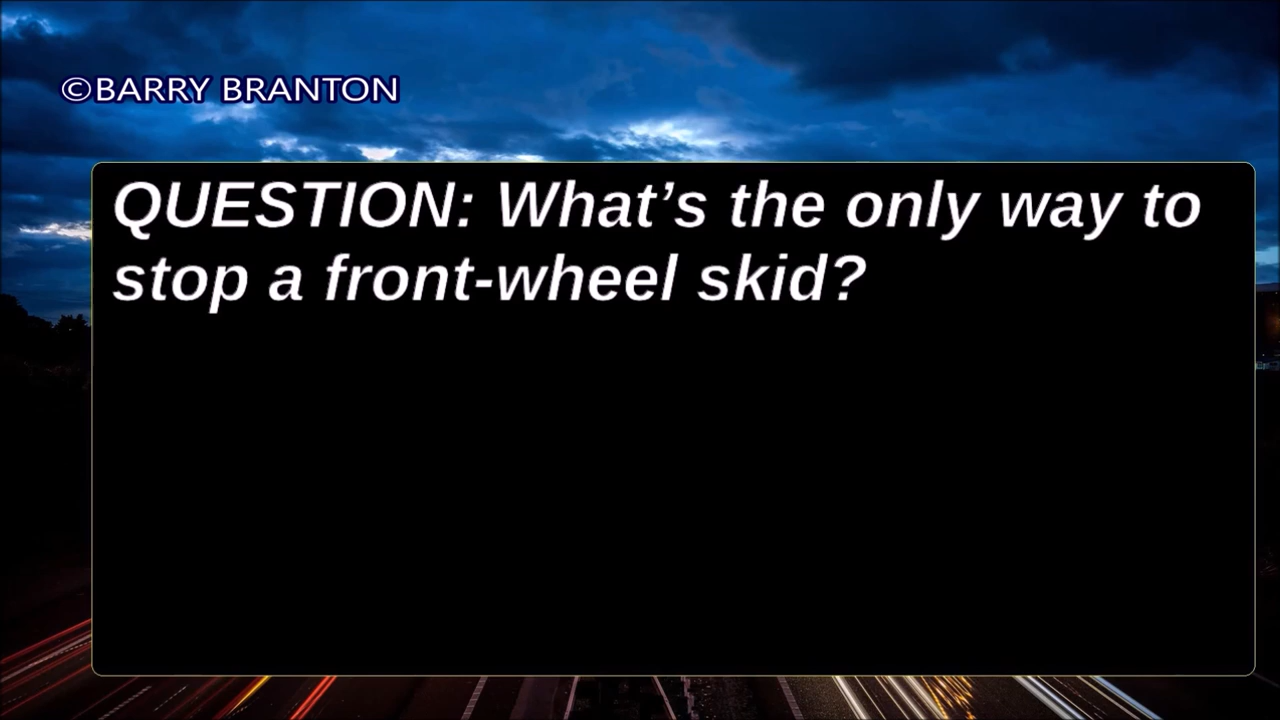 ©BARRY BRANTON
QUESTION: What’s the only way to
stop a front-wheel skid?